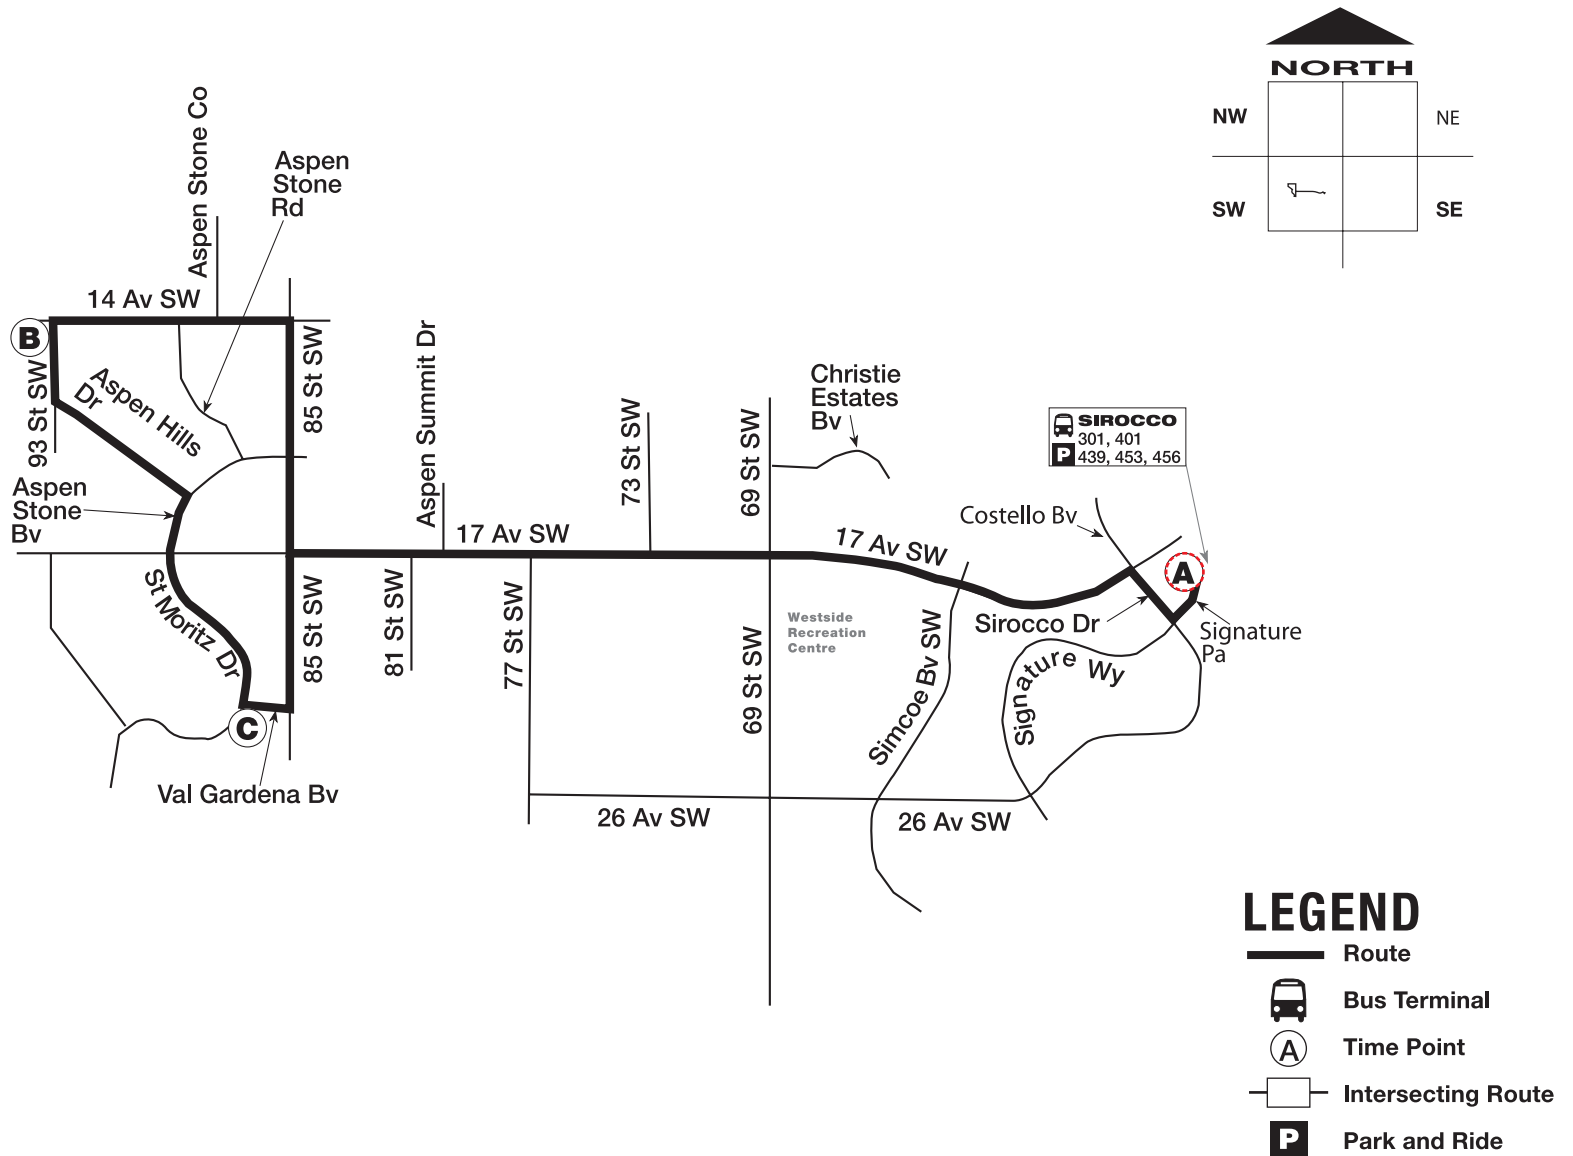 NORTH
NW
NE
SW
SE
Aspen Stone Co
Aspen
Stone
Rd
14 Av SW
B
93 St SW
Aspen Hills
Dr
85 St SW
Aspen Summit Dr
Christie
Estates
Bv
73 St SW
69 St SW
SIROCCO
301, 401
P
439, 453, 456
Aspen
Stone
Bv
17 Av SW
17 Av SW
Costello Bv
A
St Moritz Dr
85 St SW
81 St SW
77 St SW
69 St SW
Westside
Recreation
Centre
Simcoe Bv SW
Sirocco Dr
Signature
Pa
Signature Wy
C
Val Gardena Bv
26 Av SW
26 Av SW
LEGEND
Route
Bus Terminal
A
Time Point
Intersecting Route
P
Park and Ride